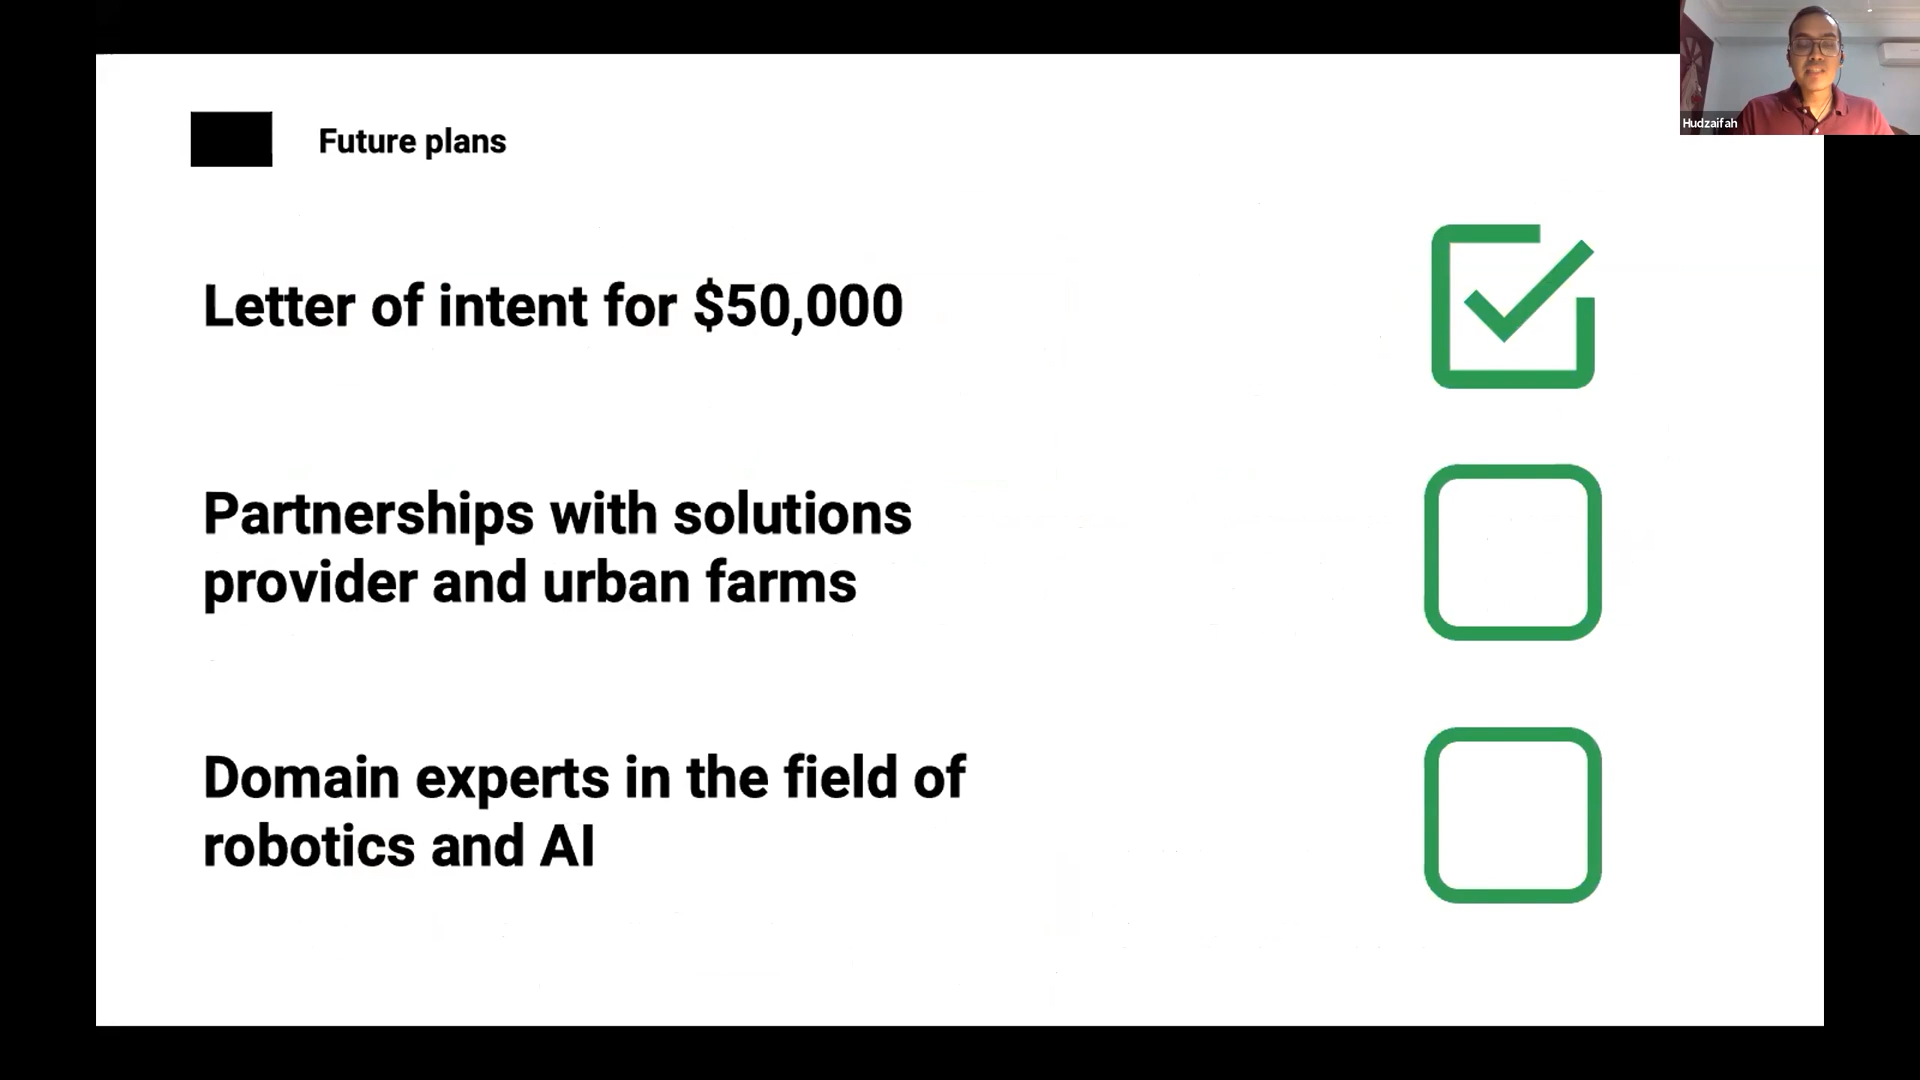 Hudzaifah
Future plans
Letter of intent for $50,000
Partnerships with solutions
provider and urban farms
Domain experts in the field of
robotics and AI